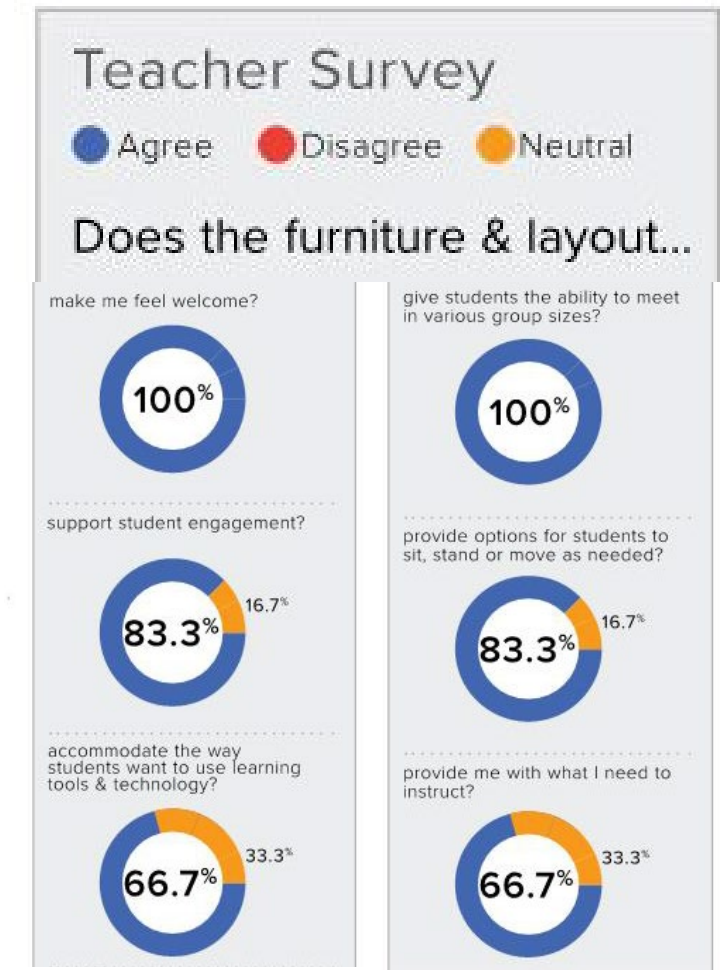 Teacher Survey
Agree Disagree Neutral
Does the furniture & layout...
make me feel welcome?
100%
support student engagement?
83.3%
16.7%
accommodate the way
students want to use learning
tools & technology?
66.7%
33.3%
give students the ability to meet
in various group sizes?
100%
provide options for students to
sit, stand or move as needed?
83.3%
16.7%
provide me with what I need to
instruct?
66.7%
33.3%